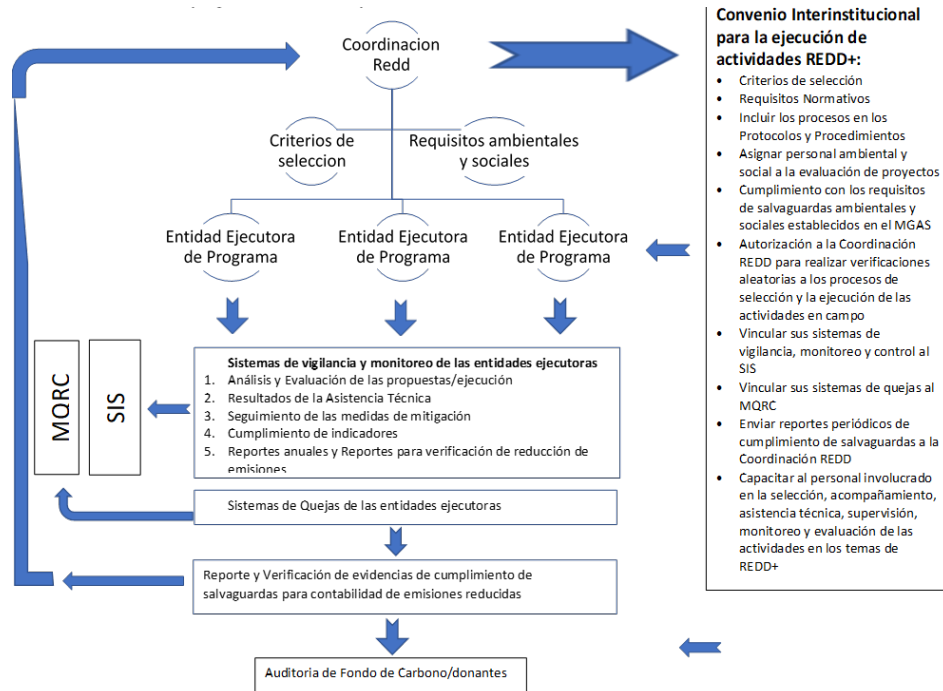 Coordinacion
Redd
Criterios de
seleccion
Requisitos ambientales
y sociales
Entidad Ejecutora
de Programa
Entidad Ejecutora
de Programa
Entidad Ejecutora
de Programa
MQRC
SIS
Sistemas de vigilancia y monitoreo de las entidades ejecutoras
1. Análisis y Evaluación de las propuestas/ejecución
2. Resultados de la Asistencia Técnica
3. Seguimiento de las medidas de mitigación
4. Cumplimiento de indicadores
5. Reportes anuales y Reportes para verificación de reducción de
emisiones
Sistemas de Quejas de las entidades ejecutoras
Reporte y Verificación de evidencias de cumplimiento de
salvaguardas para contabilidad de emisiones reducidas
Auditoria de Fondo de Carbono/donantes
Convenio Interinstitucional
para la ejecución de
actividades REDD+:
• Criterios de selección
• Requisitos Normativos
• Incluir los procesos en los
Protocolos y Procedimientos
• Asignar personal ambiental y
social a la evaluación de proyectos
• Cumplimiento con los requisitos
de salvaguardas ambientales y
sociales establecidos en el MGAS
• Autorización a la Coordinación
REDD para realizar verificaciones
aleatorias a los procesos de
selección y la ejecución de las
actividades en campo
• Vincular sus sistemas de
vigilancia, monitoreo y control al
SIS
• Vincular sus sistemas de quejas al
MQRC
• Enviar reportes periódicos de
cumplimiento de salvaguardas a la
Coordinación REDD
• Capacitar al personal involucrado
en la selección, acompañamiento,
asistencia técnica, supervisión,
monitoreo y evaluación de las
actividades en los temas de
REDD+